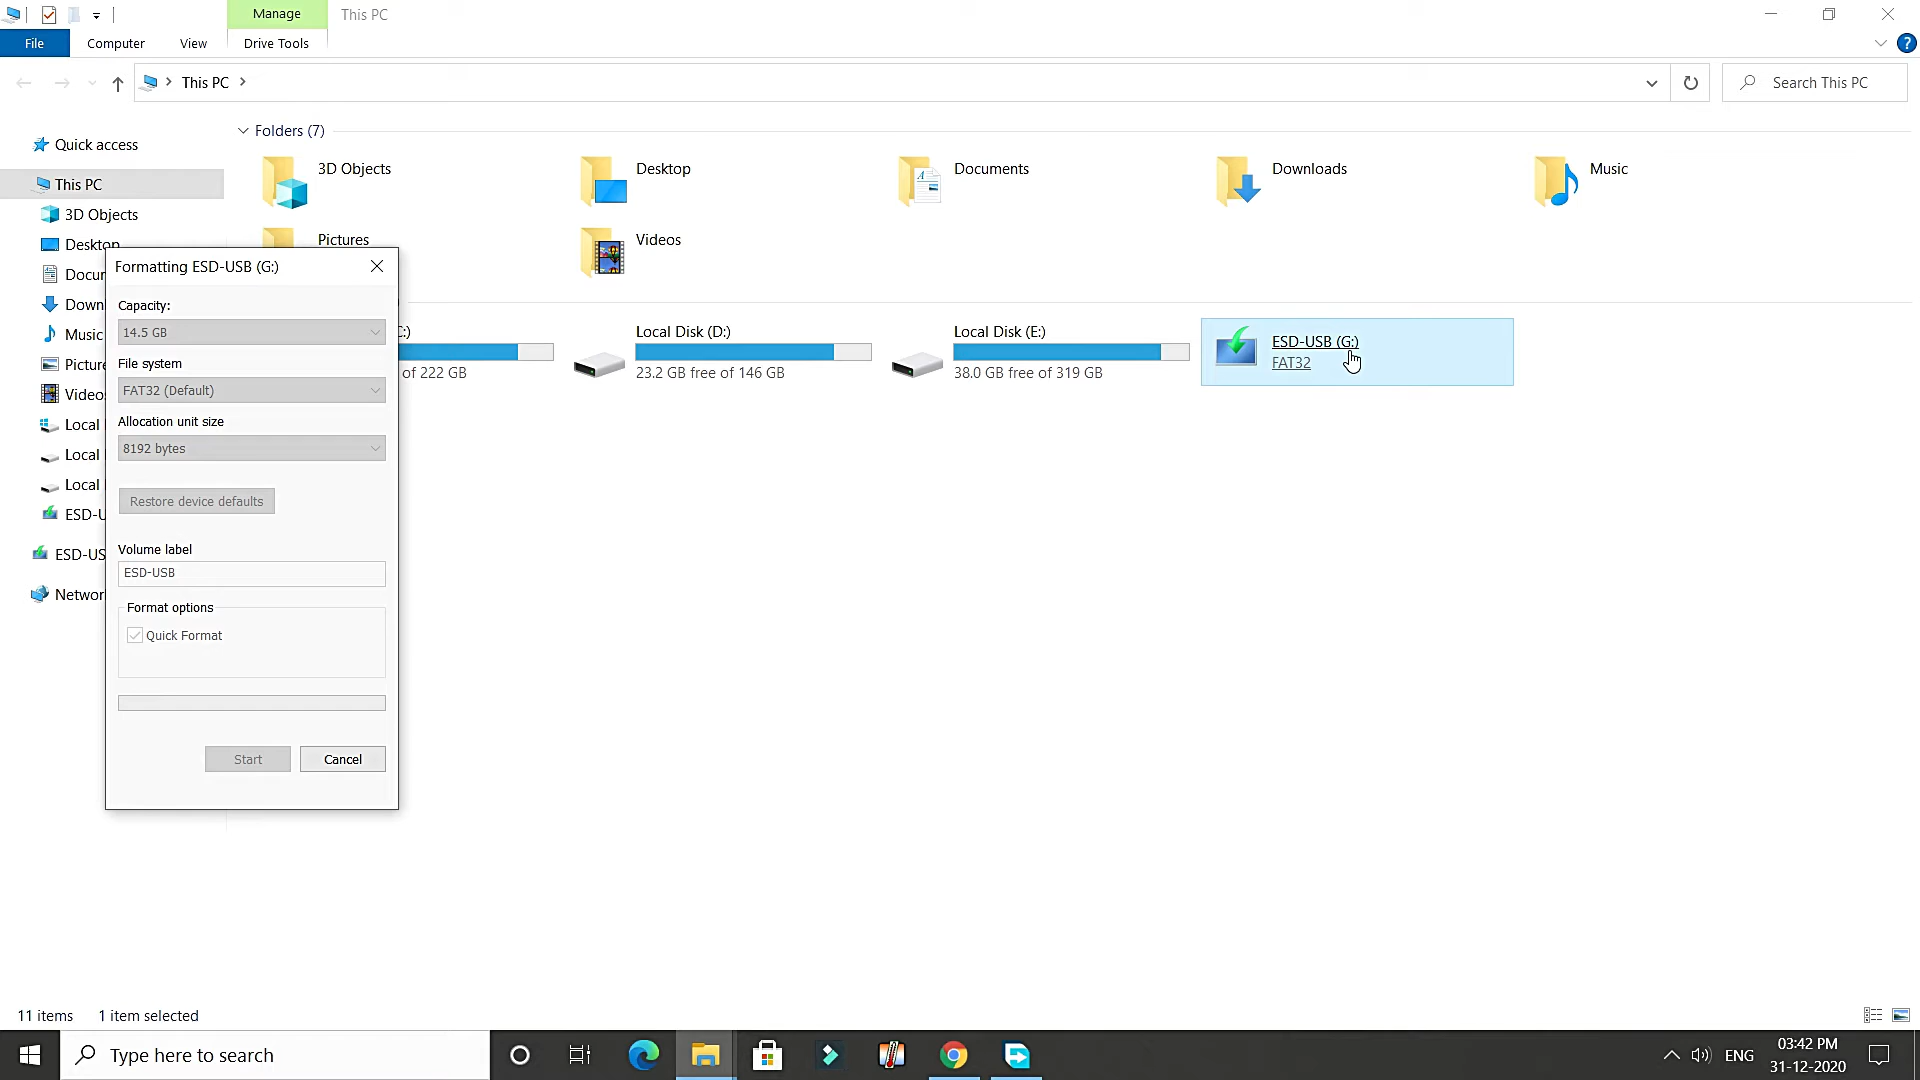 Manage
This PC
File
Computer
View
Drive Tools
?
This PC
Search This PC
Quick access
This PC
3D Objects
Desktop
Docu
Down
Music
Picture
Videos
Local
Local
Local
ESD-U
ESD-US
Networ
Folders (7)
3D Objects
Desktop
Documents
Downloads
Music
Pictures
Videos
C:)
of 222 GB
Local Disk (D:)
23.2 GB free of 146 GB
Local Disk (E:)
38.0 GB free of 319 GB
ESD-USB (G:)
FAT32
Formatting ESD-USB (G:)
Capacity:
14.5 GB
File system
FAT32 (Default)
Allocation unit size
8192 bytes
Restore device defaults
Volume label
ESD-USB
Format options
Quick Format
Start
Cancel
11 items
1 item selected
Type here to search
ENG
03:42 PM
31-12-2020